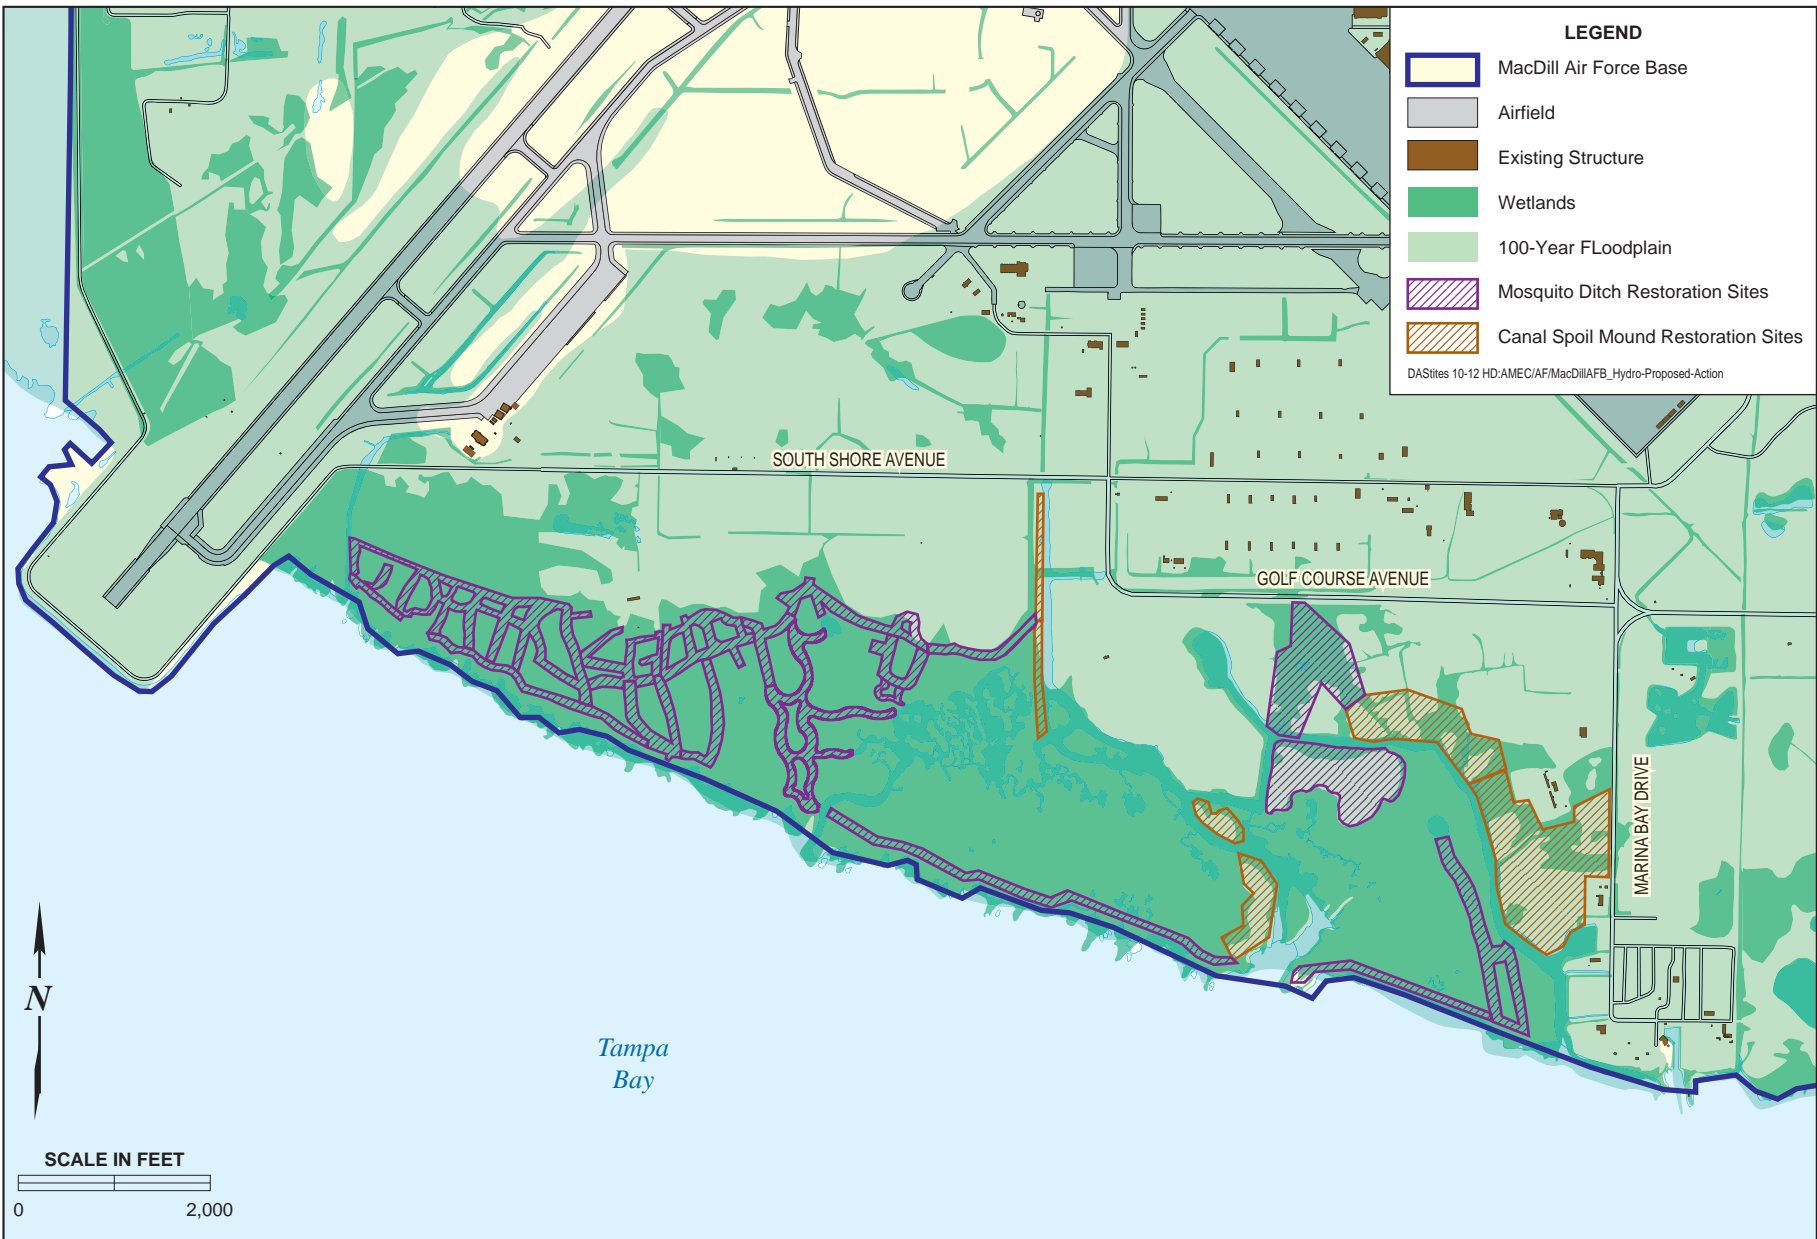 LEGEND
MacDill Air Force Base
Airfield
Existing Structure
Wetlands
100-Year FLoodplain
Mosquito Ditch Restoration Sites
Canal Spoil Mound Restoration Sites
DAStites 10-12 HD:AMEC/AF/MacDillAFB_Hydro-Proposed-Action
SOUTH SHORE AVENUE
GOLF COURSE AVENUE
MARINA BAY DRIVE
N
Tampa
Bay
SCALE IN FEET
0 2,000